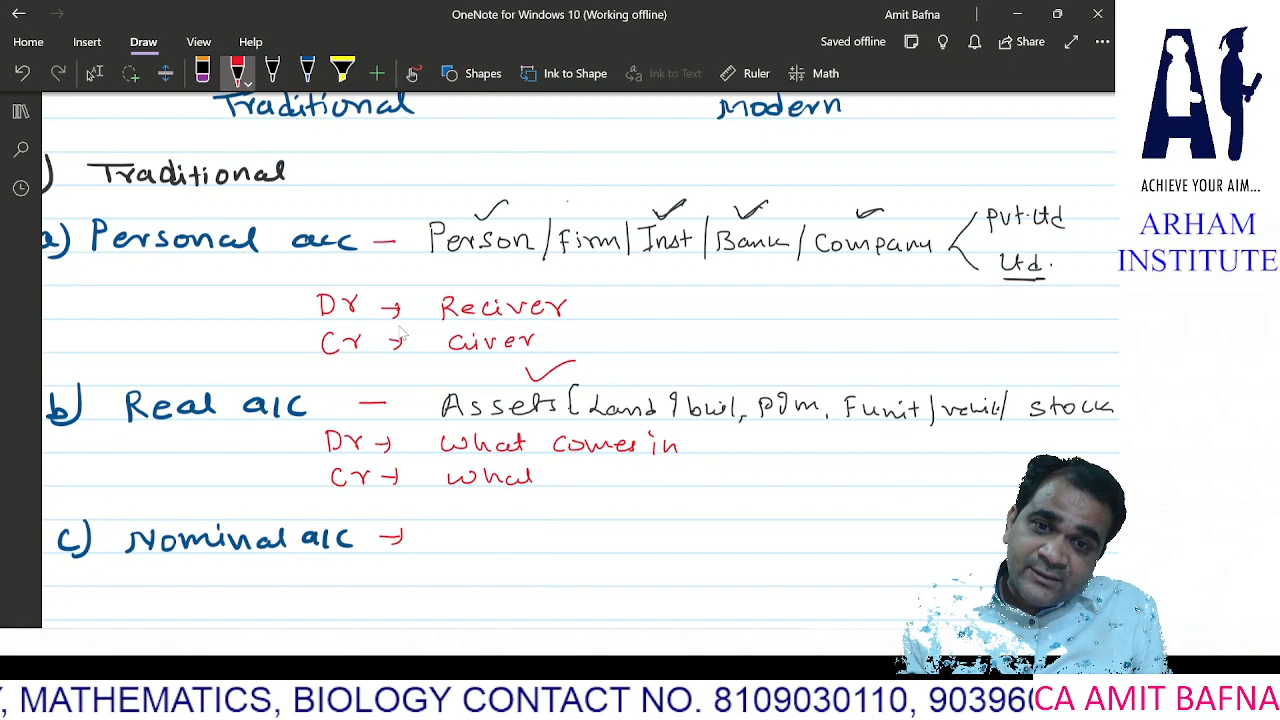 OneNote for Windows 10 (Working offline)
Amit Bafna
Home Insert Draw View Help
Saved offline
Share
Shapes
Ink to Shape
Ink to Text
Ruler
Math
Traditional Modern
) Traditional
a) Personal acc - Person / Firm | Inst | Bank / Company
Pvt. Ltd
Ltd.
Dr → Reciver
Cr → Giver
b) Real a/c - Assets [Land & buil, P&m, Funit / vehicle / stock
Dr → What comes in
Cr → What
c) Nominal a/c →
ACHIEVE YOUR AIM...
ARHAM
INSTITUTE
Y, MATHEMATICS, BIOLOGY CONTACT NO. 8109030110, 903960
CA AMIT BAFNA